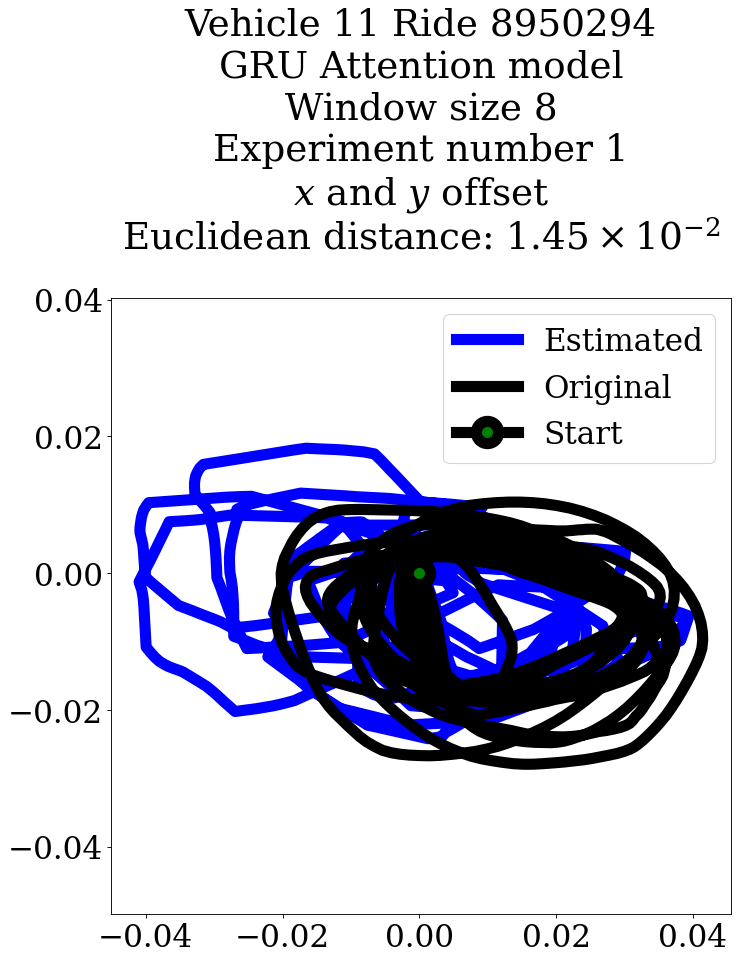 Vehicle 11 Ride 8950294
GRU Attention model
Window size 8
Experiment number 1
x and y offset
Euclidean distance: 1.45 × 10⁻²
0.04
0.02
0.00
−0.02
−0.04
Estimated
Original
Start
−0.04 −0.02 0.00 0.02 0.04